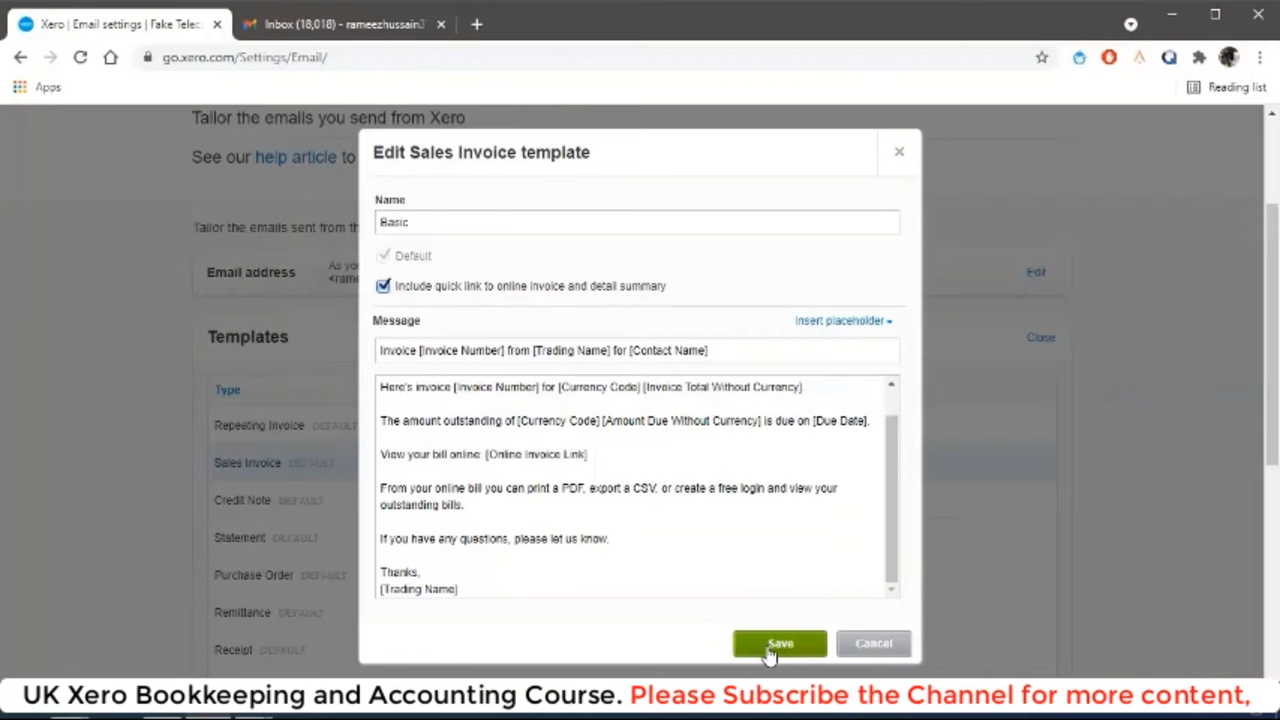 Xero | Email settings | Fake Telec
Inbox (18,018) - rameezhussain3
go.xero.com/Settings/Email/
Apps
Reading list
Tailor the emails you send from Xero
See our help article to
Tailor the emails sent from th
Email address
As yo
<rame
Edit
Templates
Close
Type
Repeating Invoice DEFAULT
Sales Invoice DEFAULT
Credit Note DEFAULT
Statement DEFAULT
Purchase Order DEFAULT
Remittance DEFAULT
Receipt DEFAULT
Edit Sales Invoice template
Name
Basic
Default
Include quick link to online invoice and detail summary
Message
Insert placeholder
Invoice [Invoice Number] from [Trading Name] for [Contact Name]
Here's invoice [Invoice Number] for [Currency Code] [Invoice Total Without Currency].
The amount outstanding of [Currency Code] [Amount Due Without Currency] is due on [Due Date].
View your bill online: [Online Invoice Link]
From your online bill you can print a PDF, export a CSV, or create a free login and view your
outstanding bills.
If you have any questions, please let us know.
Thanks,
[Trading Name]
Save
Cancel
UK Xero Bookkeeping and Accounting Course. Please Subscribe the Channel for more content,